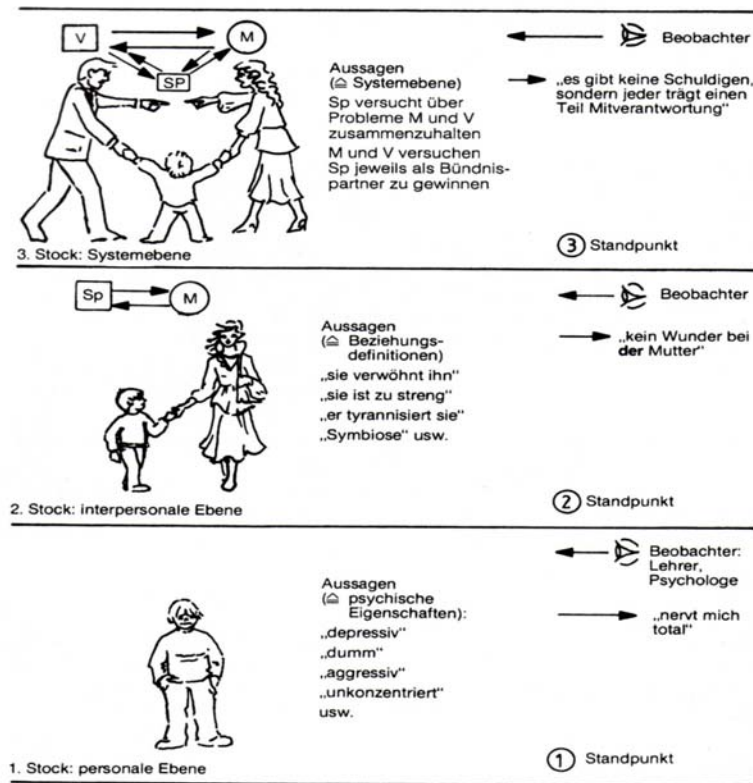 V
M
SP
Beobachter
Aussagen
(≙ Systemebene)
Sp versucht über
Probleme M und V
zusammenzuhalten
M und V versuchen
Sp jeweils als Bündnis-
partner zu gewinnen
„es gibt keine Schuldigen,
sondern jeder trägt einen
Teil Mitverantwortung"
3 Standpunkt
3. Stock: Systemebene
Sp
M
Beobachter
Aussagen
(≙ Beziehungs-
definitionen)
„sie verwöhnt ihn"
„sie ist zu streng"
„er tyrannisiert sie"
„Symbiose" usw.
„kein Wunder bei
der Mutter"
2 Standpunkt
2. Stock: interpersonale Ebene
Beobachter:
Lehrer,
Psychologe
Aussagen
(≙ psychische
Eigenschaften):
„depressiv"
„dumm"
„aggressiv"
„unkonzentriert"
usw.
„nervt mich
total"
1 Standpunkt
1. Stock: personale Ebene